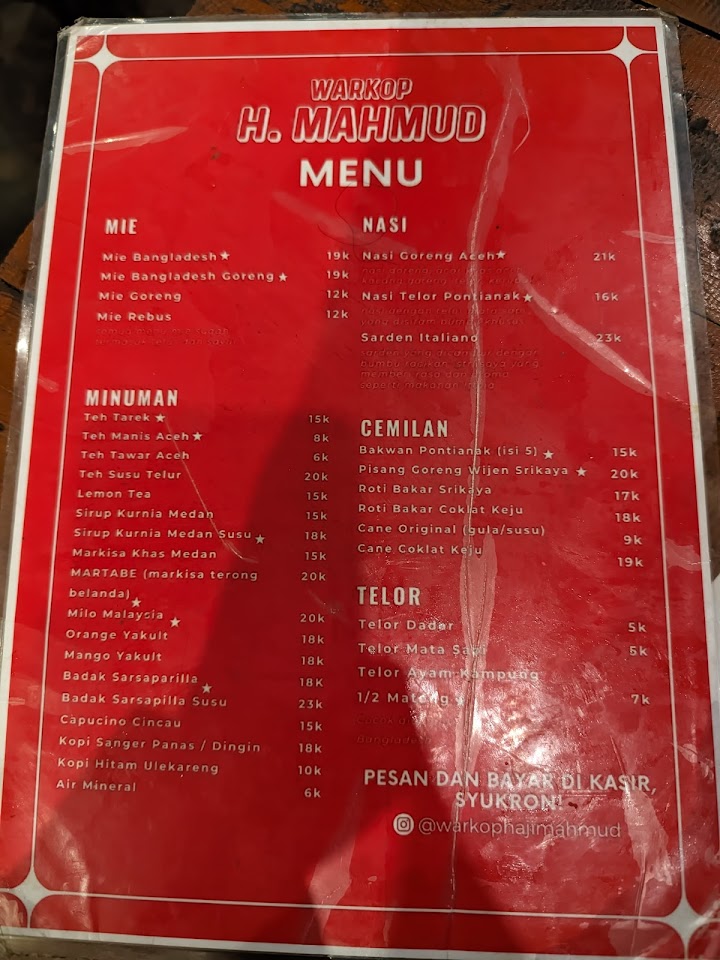 WARKOP
H. MAHMUD
MENU
MIE
Mie Bangladesh★ 19k
Mie Bangladesh Goreng★ 19k
Mie Goreng 12k
Mie Rebus 12k
MINUMAN
Teh Tarek★ 15k
Teh Manis Aceh★ 8k
Teh Tawar Aceh 6k
Teh Susu Telur 20k
Lemon Tea 15k
Sirup Kurnia Medan 15k
Sirup Kurnia Medan Susu★ 18k
Markisa Khas Medan 15k
MARTABE (markisa terong 20k
belanda)★
Milo Malaysia★ 20k
Orange Yakult 18k
Mango Yakult 18k
Badak Sarsaparilla★ 18k
Badak Sarsapilla Susu 23k
Capucino Cincau 15k
Kopi Sanger Panas / Dingin 18k
Kopi Hitam Ulekareng 10k
Air Mineral 6k
NASI
Nasi Goreng Aceh★ 21k
Nasi Telor Pontianak★ 16k
Sarden Italiano 23k
sarden yang dicampur dengan
CEMILAN
Bakwan Pontianak (isi 5)★ 15k
Pisang Goreng Wijen Srikaya★ 20k
Roti Bakar Srikaya 17k
Roti Bakar Coklat Keju 18k
Cane Original (gula/susu) 9k
Cane Coklat Keju 19k
TELOR
Telor Dadar 5k
Telor Mata Sapi 5k
Telor Ayam Kampung
1/2 Mateng 7k
PESAN DAN BAYAR DI KASIR,
SYUKRON!
@warkophajimahmud